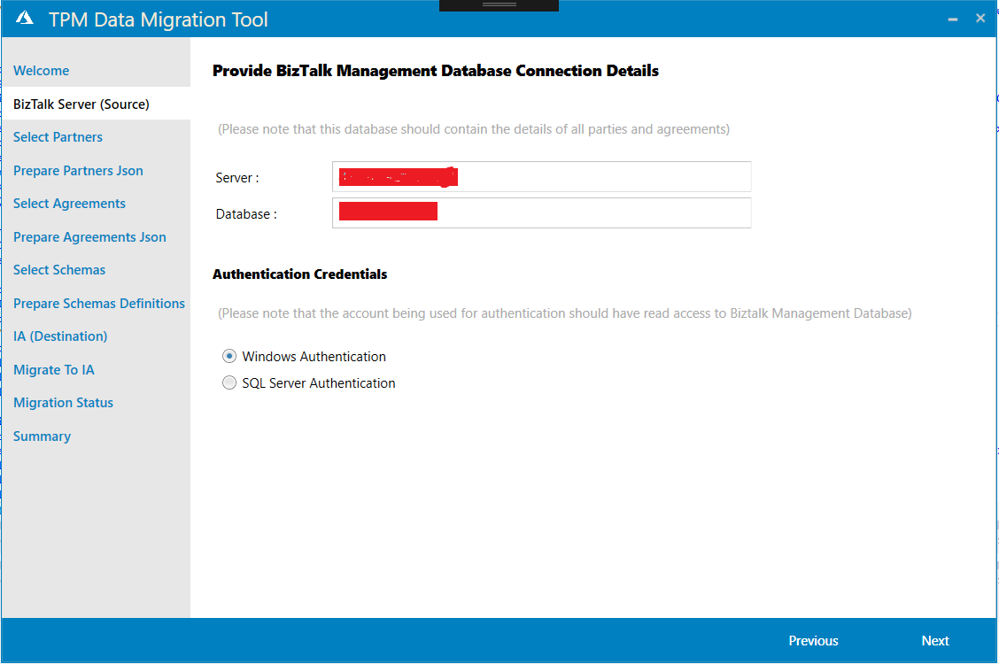 TPM Data Migration Tool
Welcome
BizTalk Server (Source)
Select Partners
Prepare Partners Json
Select Agreements
Prepare Agreements Json
Select Schemas
Prepare Schemas Definitions
IA (Destination)
Migrate To IA
Migration Status
Summary
Provide BizTalk Management Database Connection Details
(Please note that this database should contain the details of all parties and agreements)
Server :
Database :
Authentication Credentials
(Please note that the account being used for authentication should have read access to Biztalk Management Database)
Windows Authentication
SQL Server Authentication
Previous
Next